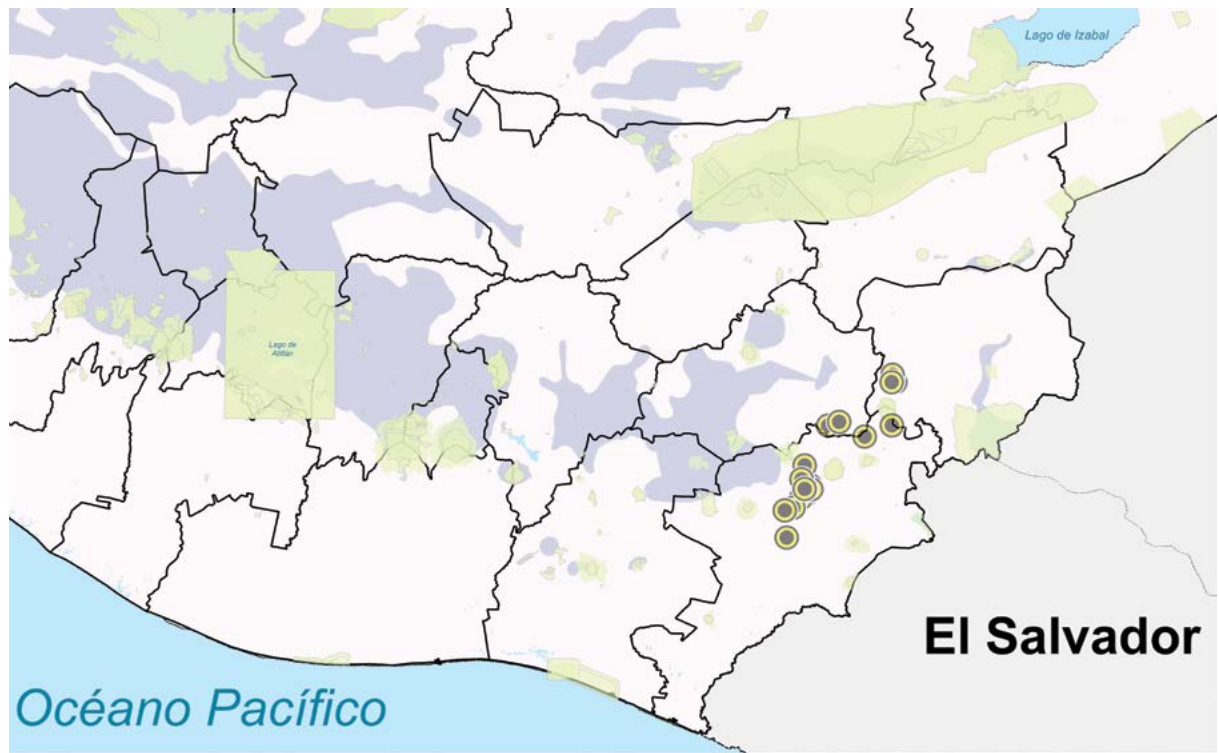 Lago de Izabal
Lago de
Atitlán
El Salvador
Océano Pacífico